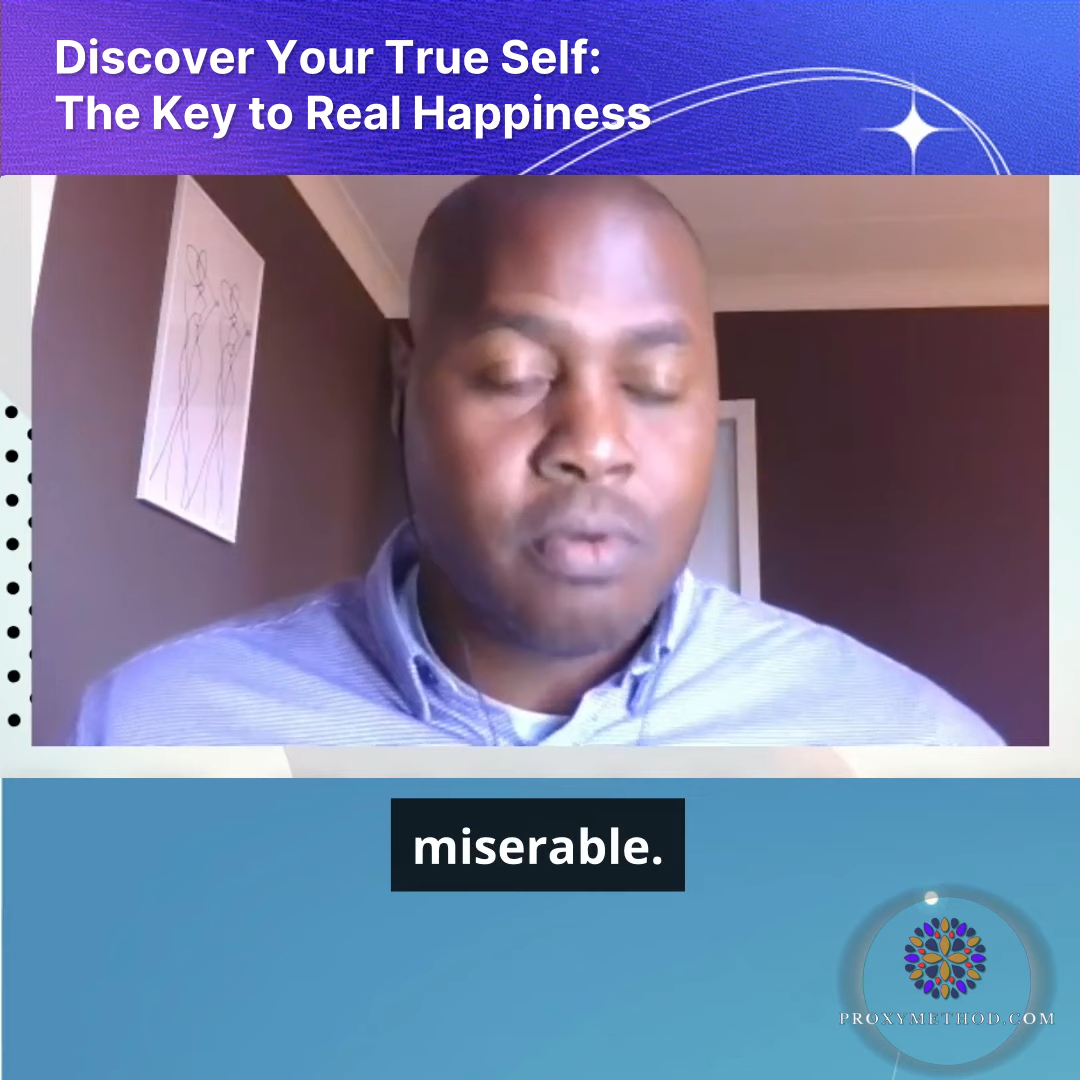 Discover Your True Self:
The Key to Real Happiness
miserable.
PROXYMETHOD.COM